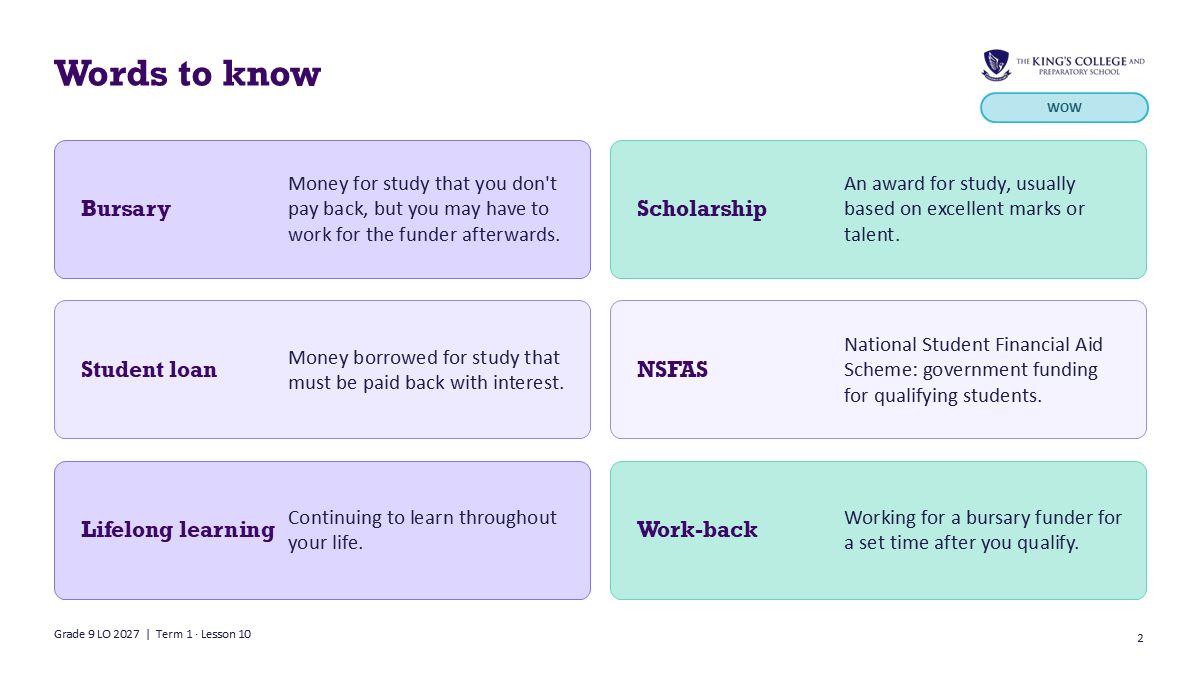 Words to know
THE KING'S COLLEGE AND
PREPARATORY SCHOOL
WOW
Bursary
Money for study that you don't
pay back, but you may have to
work for the funder afterwards.
Scholarship
An award for study, usually
based on excellent marks or
talent.
Student loan
Money borrowed for study that
must be paid back with interest.
NSFAS
National Student Financial Aid
Scheme: government funding
for qualifying students.
Lifelong learning
Continuing to learn throughout
your life.
Work-back
Working for a bursary funder for
a set time after you qualify.
Grade 9 LO 2027 | Term 1 · Lesson 10
2